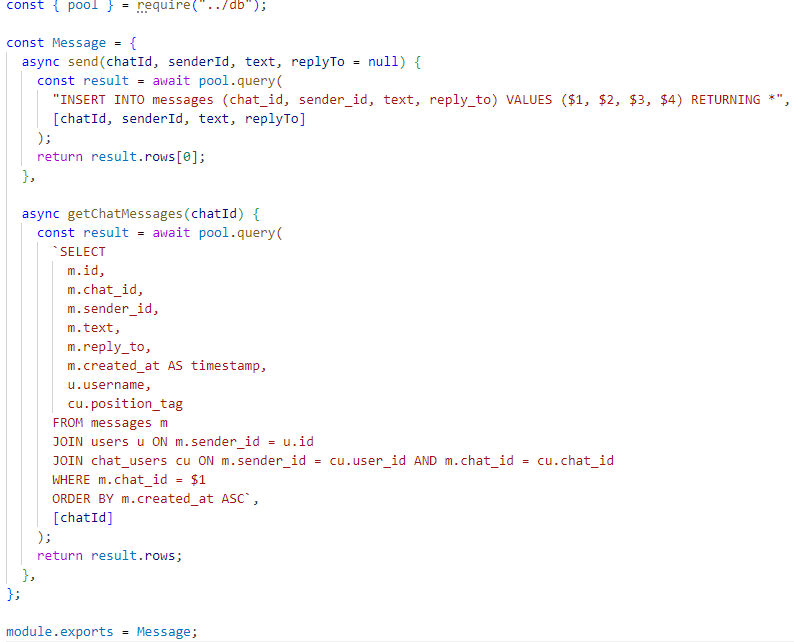 const { pool } = require("../db");

const Message = {
  async send(chatId, senderId, text, replyTo = null) {
    const result = await pool.query(
      "INSERT INTO messages (chat_id, sender_id, text, reply_to) VALUES ($1, $2, $3, $4) RETURNING *",
      [chatId, senderId, text, replyTo]
    );
    return result.rows[0];
  },

  async getChatMessages(chatId) {
    const result = await pool.query(
      `SELECT
        m.id,
        m.chat_id,
        m.sender_id,
        m.text,
        m.reply_to,
        m.created_at AS timestamp,
        u.username,
        cu.position_tag
      FROM messages m
      JOIN users u ON m.sender_id = u.id
      JOIN chat_users cu ON m.sender_id = cu.user_id AND m.chat_id = cu.chat_id
      WHERE m.chat_id = $1
      ORDER BY m.created_at ASC`,
      [chatId]
    );
    return result.rows;
  },
};

module.exports = Message;